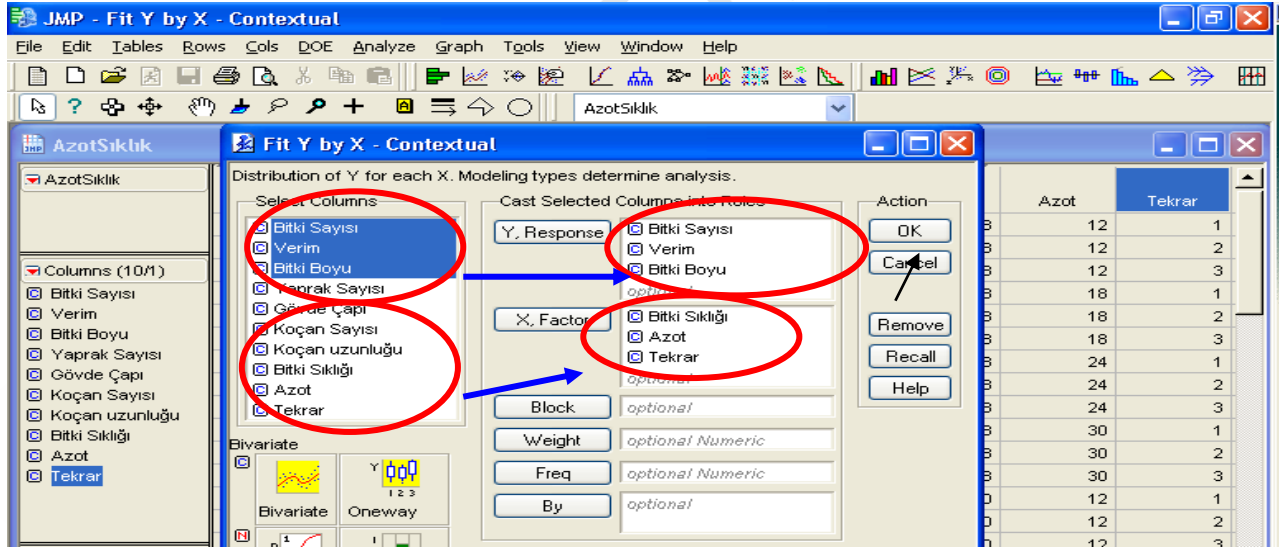 JMP - Fit Y by X - Contextual
File Edit Tables Rows Cols DOE Analyze Graph Tools View Window Help
AzotSıklık
AzotSıklık
AzotSıklık
Columns (10/1)
Bitki Sayısı
Verim
Bitki Boyu
Yaprak Sayısı
Gövde Çapı
Koçan Sayısı
Koçan uzunluğu
Bitki Sıklığı
Azot
Tekrar
Fit Y by X - Contextual
Distribution of Y for each X. Modeling types determine analysis.
Select Columns
Bitki Sayısı
Verim
Bitki Boyu
Yaprak Sayısı
Gövde Çapı
Koçan Sayısı
Koçan uzunluğu
Bitki Sıklığı
Azot
Tekrar
Bivariate
Bivariate
Oneway
Cast Selected Columns into Roles
Y, Response
Bitki Sayısı
Verim
Bitki Boyu
optional
X, Factor
Bitki Sıklığı
Azot
Tekrar
optional
Block optional
Weight optional Numeric
Freq optional Numeric
By optional
Action
OK
Cancel
Remove
Recall
Help
Azot Tekrar
12 1
12 2
12 3
18 1
18 2
18 3
24 1
24 2
24 3
30 1
30 2
30 3
12 1
12 2
12 3